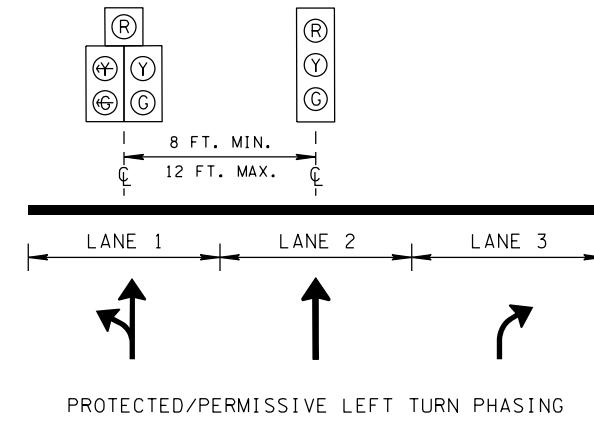 R R
Y Y Y
G G G
8 FT. MIN.
12 FT. MAX.
LANE 1 LANE 2 LANE 3
PROTECTED/PERMISSIVE LEFT TURN PHASING